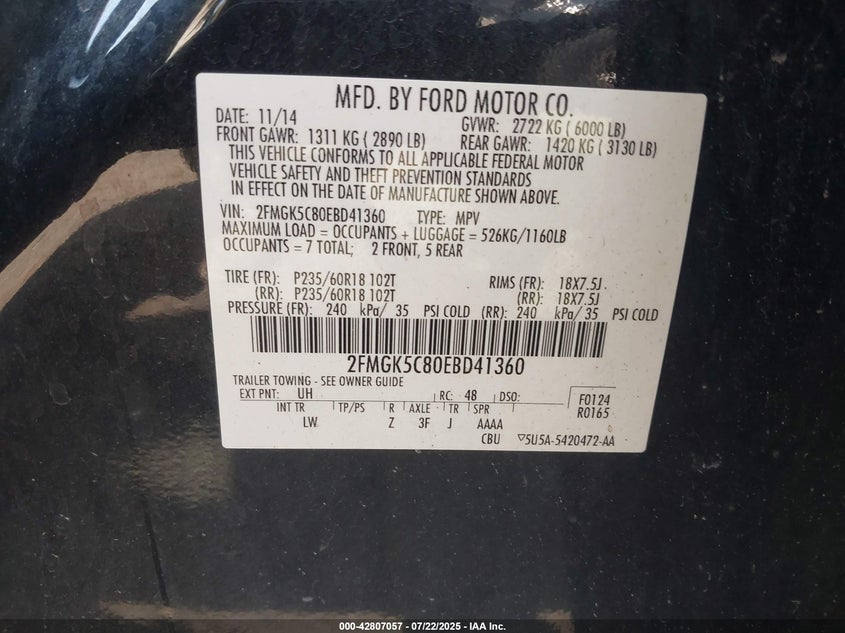 MFD. BY FORD MOTOR CO.
DATE: 11/14 GVWR: 2722 KG ( 6000 LB)
FRONT GAWR: 1311 KG ( 2890 LB) REAR GAWR: 1420 KG ( 3130 LB)
THIS VEHICLE CONFORMS TO ALL APPLICABLE FEDERAL MOTOR
VEHICLE SAFETY AND THEFT PREVENTION STANDARDS
IN EFFECT ON THE DATE OF MANUFACTURE SHOWN ABOVE.
VIN: 2FMGK5C80EBD41360 TYPE: MPV
MAXIMUM LOAD = OCCUPANTS + LUGGAGE = 526KG/1160LB
OCCUPANTS = 7 TOTAL; 2 FRONT, 5 REAR
TIRE (FR): P235/60R18 102T RIMS (FR): 18X7.5J
(RR): P235/60R18 102T (RR): 18X7.5J
PRESSURE (FR): 240 kPa/ 35 PSI COLD (RR): 240 kPa/ 35 PSI COLD
2FMGK5C80EBD41360
TRAILER TOWING - SEE OWNER GUIDE
EXT PNT: UH RC: 48 DSO: F0124
INT TR TP/PS R AXLE TR SPR R0165
LW Z 3F J AAAA
CBU ▽5U5A-5420472-AA
000-42807057 - 07/22/2025 - IAA Inc.